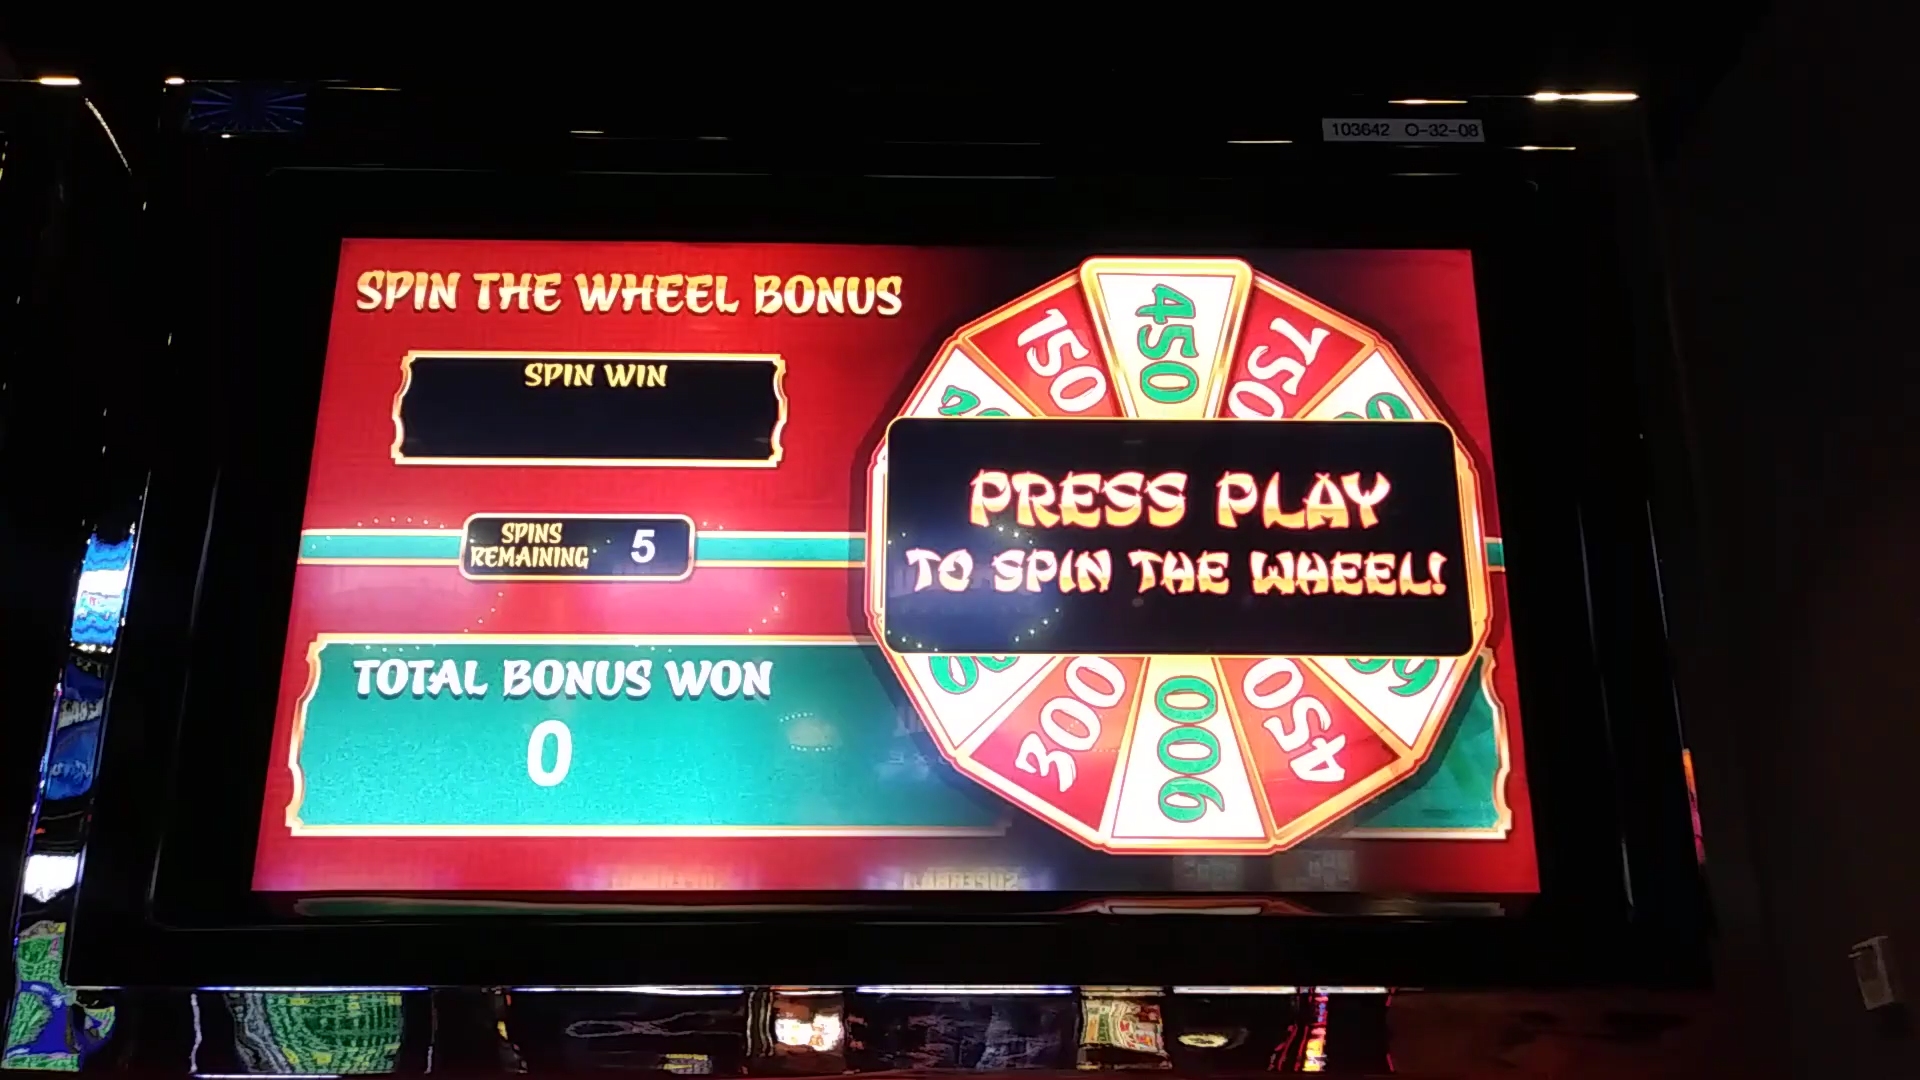 103642 O-32-08
SPIN THE WHEEL BONUS
SPIN WIN
SPINS
REMAINING 5
TOTAL BONUS WON
0
150
450
750
PRESS PLAY
TO SPIN THE WHEEL!
300
900
450